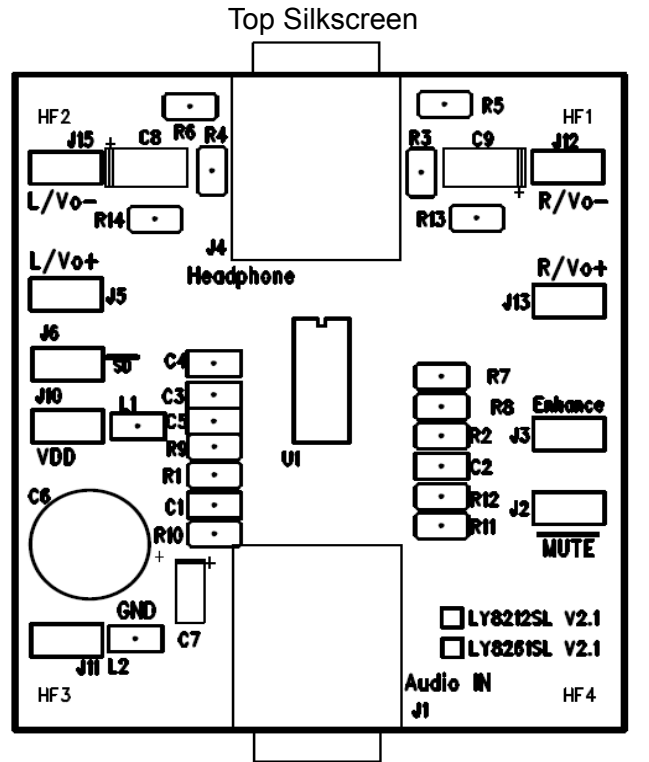 Top Silkscreen
HF2
HF1
J15
+
C8
R6
R4
R5
R3
C9
J12
+
L/Vo-
R/Vo-
R14
R13
J4
Headphone
L/Vo+
R/Vo+
J5
J13
J6
SD
C4
J10
L1
C3
C5
VDD
R9
R1
C1
R10
U1
R7
R8
R2
C2
R12
R11
Enhance
J3
J2
MUTE
C6
+
+
C7
GND
J11
L2
LY8212SL V2.1
LY8261SL V2.1
Audio IN
J1
HF3
HF4